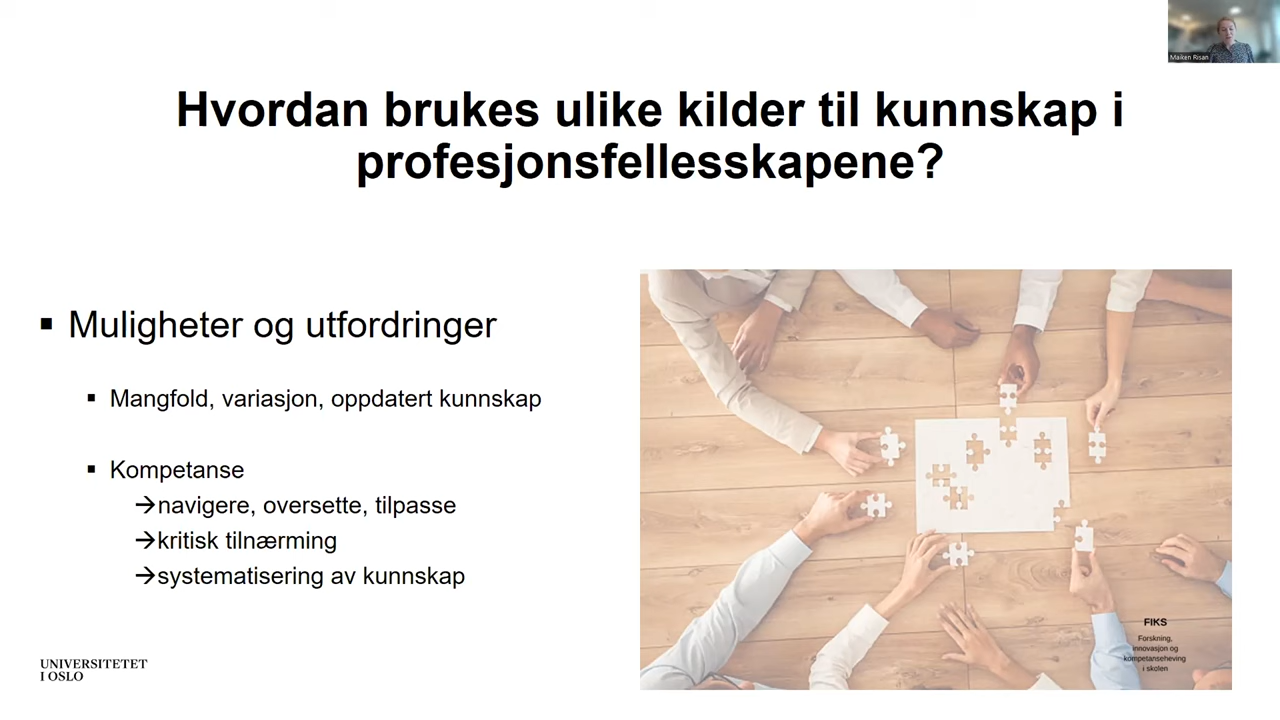 Maiken Risan
Hvordan brukes ulike kilder til kunnskap i
profesjonsfellesskapene?
▪ Muligheter og utfordringer
▪ Mangfold, variasjon, oppdatert kunnskap
▪ Kompetanse
→navigere, oversette, tilpasse
→kritisk tilnærming
→systematisering av kunnskap
UNIVERSITETET
I OSLO
FIKS
Forskning,
innovasjon og
kompetanseheving
i skolen